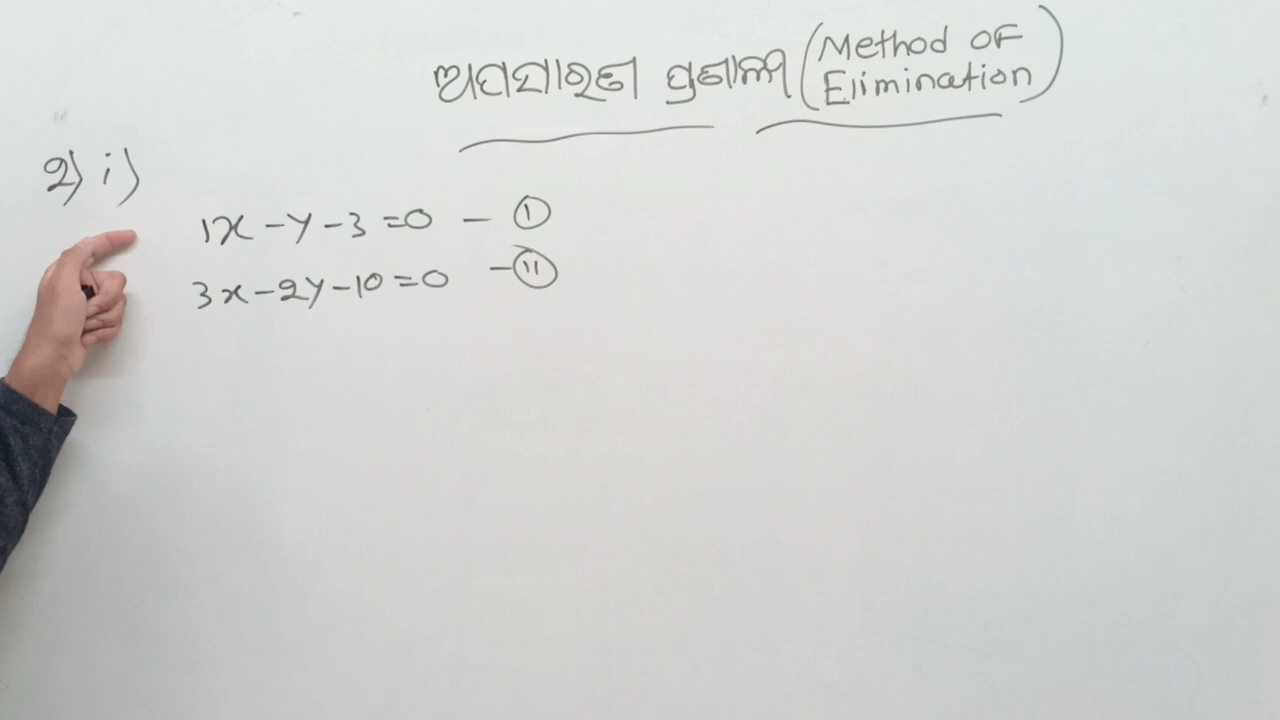 ଅପସାରଣ ପ୍ରଣାଳୀ (Method OF
Elimination)
2) i)
1x - y - 3 = 0 - (I)
3x - 2y - 10 = 0 - (II)